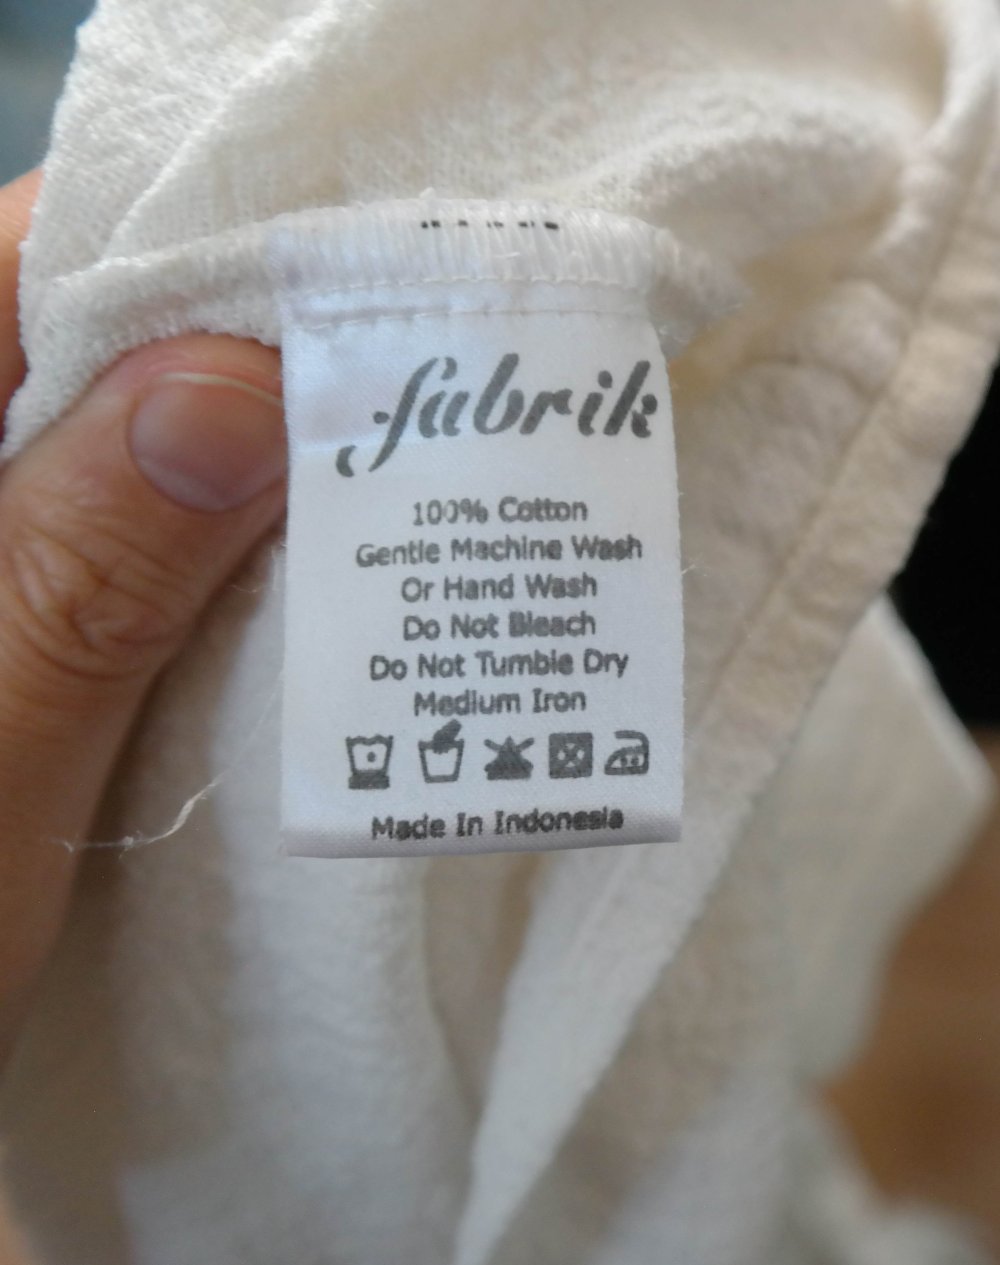 fabrik
100% Cotton
Gentle Machine Wash
Or Hand Wash
Do Not Bleach
Do Not Tumble Dry
Medium Iron
Made In Indonesia